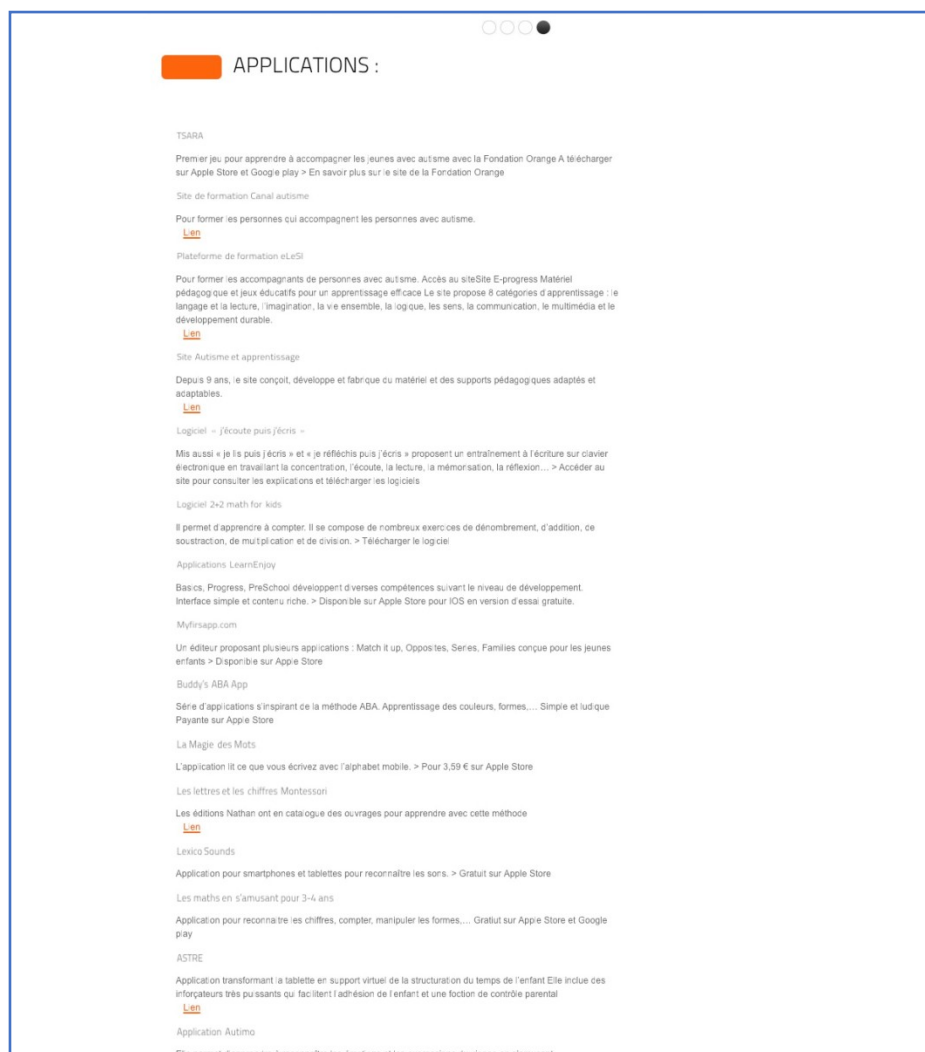 APPLICATIONS :
TSARA
Premier jeu pour apprendre à accompagner les jeunes avec autisme avec la Fondation Orange A télécharger
sur Apple Store et Google play > En savoir plus sur le site de la Fondation Orange
Site de formation Canal autisme
Pour former les personnes qui accompagnent les personnes avec autisme.
Lien
Plateforme de formation eLeSI
Pour former les accompagnants de personnes avec autisme. Accès au siteSite E-progress Matériel
pédagogique et jeux éducatifs pour un apprentissage efficace Le site propose 8 catégories d'apprentissage : le
langage et la lecture, l'imagination, la vie ensemble, la logique, les sens, la communication, le multimédia et le
développement durable.
Lien
Site Autisme et apprentissage
Depuis 9 ans, le site conçoit, développe et fabrique du matériel et des supports pédagogiques adaptés et
adaptables.
Lien
Logiciel « j'écoute puis j'écris »
Mis aussi « je lis puis j'écris » et « je réfléchis puis j'écris » proposent un entraînement à l'écriture sur clavier
électronique en travaillant la concentration, l'écoute, la lecture, la mémorisation, la réflexion… > Accéder au
site pour consulter les explications et télécharger les logiciels
Logiciel 2+2 math for kids
Il permet d'apprendre à compter. Il se compose de nombreux exercices de dénombrement, d'addition, de
soustraction, de multiplication et de division. > Télécharger le logiciel
Applications LearnEnjoy
Basics, Progress, PreSchool développent diverses compétences suivant le niveau de développement.
Interface simple et contenu riche. > Disponible sur Apple Store pour IOS en version d'essai gratuite.
Myfirsapp.com
Un éditeur proposant plusieurs applications : Match it up, Opposites, Series, Families conçue pour les jeunes
enfants > Disponible sur Apple Store
Buddy's ABA App
Série d'applications s'inspirant de la méthode ABA. Apprentissage des couleurs, formes,… Simple et ludique
Payante sur Apple Store
La Magie des Mots
L'application lit ce que vous écrivez avec l'alphabet mobile. > Pour 3,59 € sur Apple Store
Les lettres et les chiffres Montessori
Les éditions Nathan ont en catalogue des ouvrages pour apprendre avec cette méthode
Lien
Lexico Sounds
Application pour smartphones et tablettes pour reconnaître les sons. > Gratuit sur Apple Store
Les maths en s'amusant pour 3-4 ans
Application pour reconnaitre les chiffres, compter, manipuler les formes,… Gratiut sur Apple Store et Google
play
ASTRE
Application transformant la tablette en support virtuel de la structuration du temps de l'enfant Elle inclue des
inforçateurs très puissants qui facilitent l'adhésion de l'enfant et une foction de contrôle parental
Lien
Application Autimo